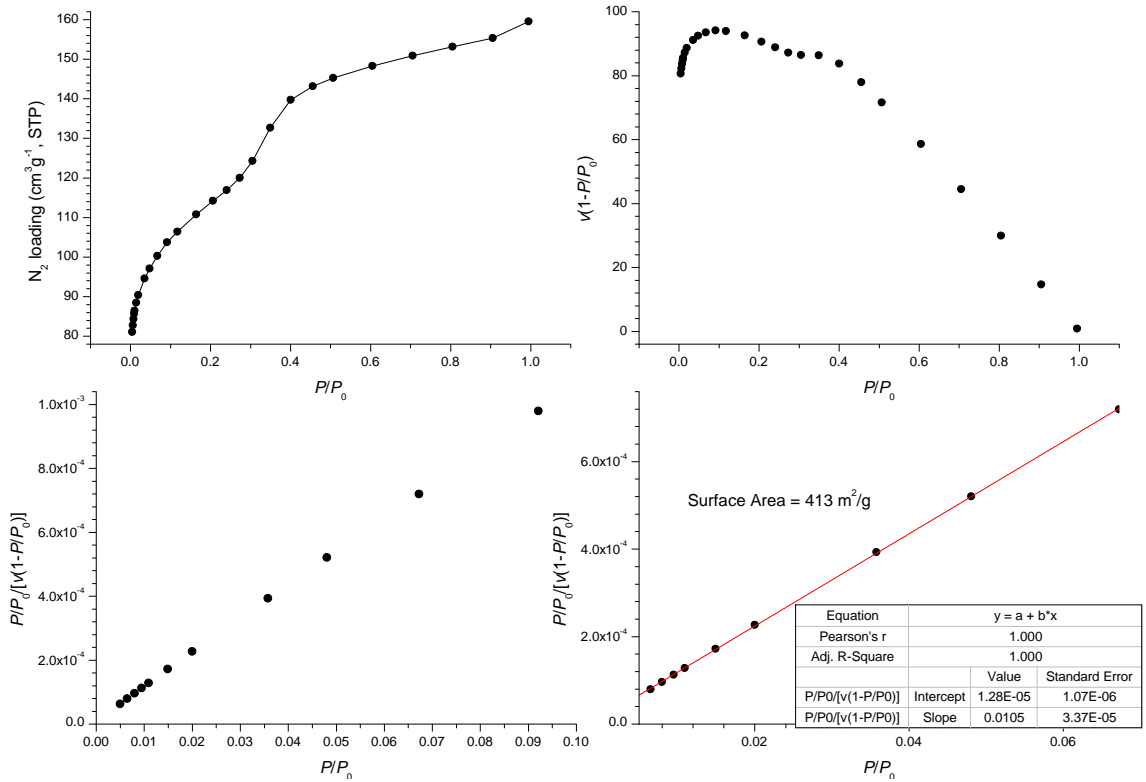 N₂ loading (cm³g⁻¹, STP)
160
150
140
130
120
110
100
90
80
0.0 0.2 0.4 0.6 0.8 1.0
P/P₀
v(1-P/P₀)
100
80
60
40
20
0
0.0 0.2 0.4 0.6 0.8 1.0
P/P₀
P/P₀/[v(1-P/P₀)]
1.0x10⁻³
8.0x10⁻⁴
6.0x10⁻⁴
4.0x10⁻⁴
2.0x10⁻⁴
0.0
0.00 0.01 0.02 0.03 0.04 0.05 0.06 0.07 0.08 0.09 0.10
P/P₀
P/P₀/[v(1-P/P₀)]
6.0x10⁻⁴
4.0x10⁻⁴
2.0x10⁻⁴
0.0
Surface Area = 413 m²/g
Equation y = a + b*x
Pearson's r 1.000
Adj. R-Square 1.000
Value Standard Error
P/P0/[v(1-P/P0)] Intercept 1.28E-05 1.07E-06
P/P0/[v(1-P/P0)] Slope 0.0105 3.37E-05
0.02 0.04 0.06
P/P₀